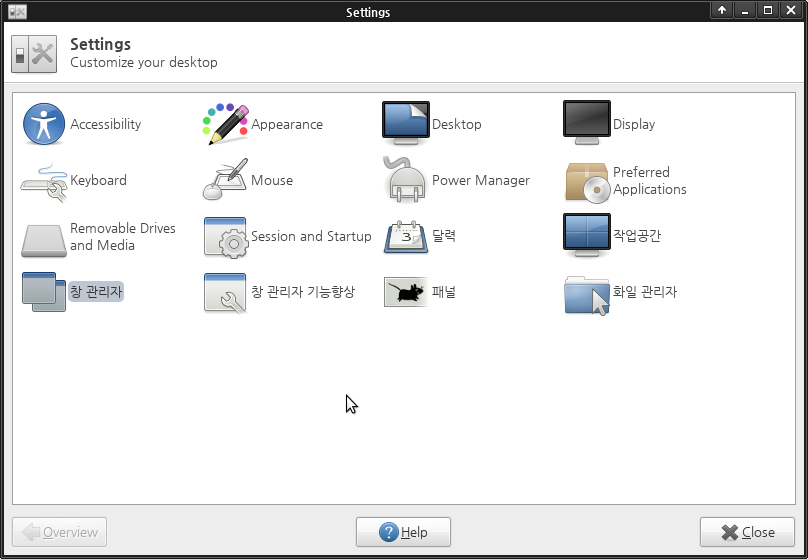 Settings
Settings
Customize your desktop
Accessibility
Appearance
Desktop
Display
Keyboard
Mouse
Power Manager
Preferred
Applications
Removable Drives
and Media
Session and Startup
3
달력
작업공간
창 관리자
창 관리자 기능향상
패널
화일 관리자
Overview
Help
Close